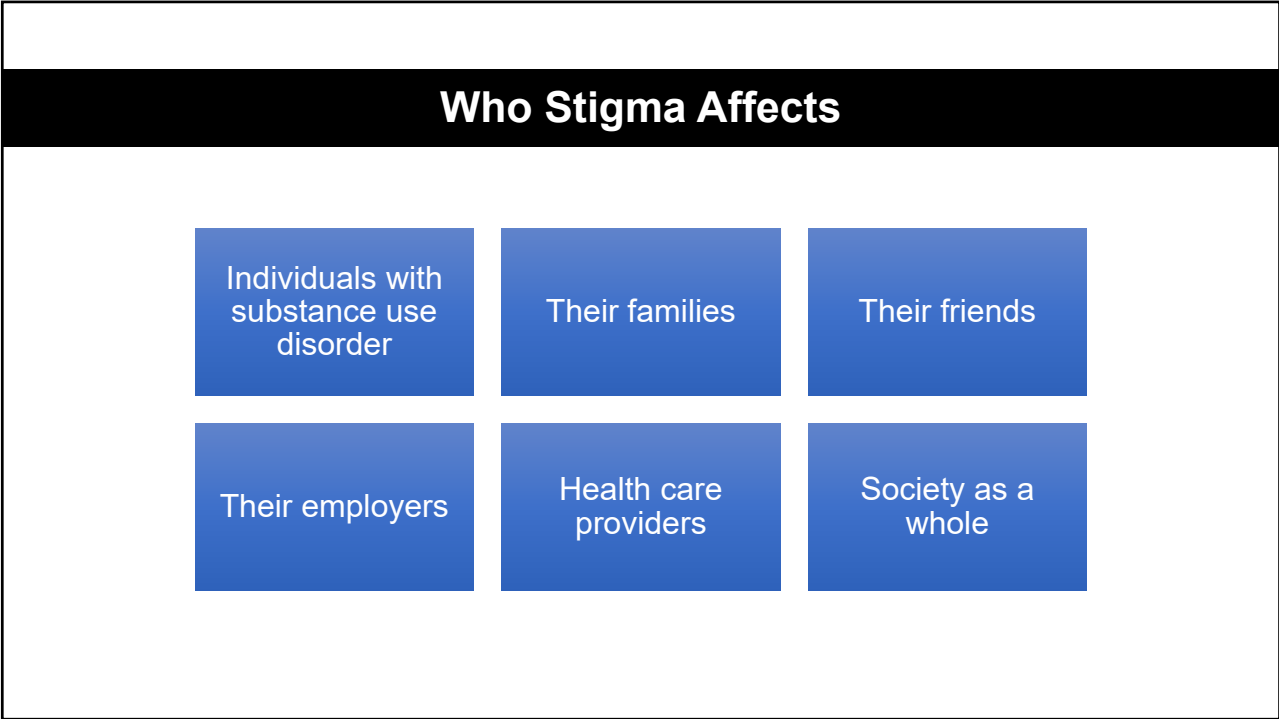 Who Stigma Affects
Individuals with
substance use
disorder
Their families
Their friends
Their employers
Health care
providers
Society as a
whole